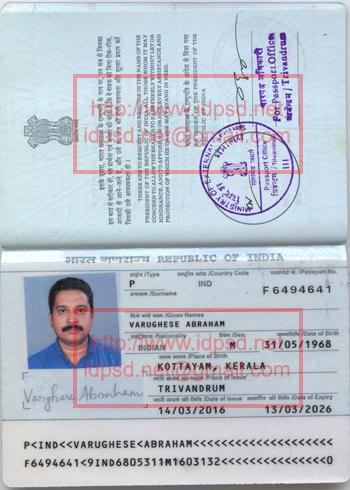 THESE ARE TO REQUEST AND REQUIRE IN THE NAME OF THE
PRESIDENT OF THE REPUBLIC OF INDIA ALL THOSE WHOM IT MAY
CONCERN TO ALLOW THE BEARER TO PASS FREELY WITHOUT LET OR
HINDRANCE, AND TO AFFORD HIM OR HER, EVERY ASSISTANCE AND
PROTECTION OF WHICH HE OR SHE MAY STAND IN NEED.
BY ORDER OF THE PRESIDENT OF THE
REPUBLIC OF INDIA
पासपोर्ट अधिकारी
For Passport Officer
Trivandrum
MINISTRY OF EXTERNAL AFFAIRS
Passport Office
Trivandrum
III
http://www.idpsd.net
idpsd.net@gmail.com
भारत गणराज्य REPUBLIC OF INDIA
टाईप /Type राष्ट्रीय कोड /Country Code पासपोर्ट नं. /Passport No.
P IND F6494641
उपनाम /Surname
दिये गये नाम /Given Names
VARUGHESE ABRAHAM
राष्ट्रीयता /Nationality लिंग /Sex जन्मतिथि /Date of Birth
INDIAN M 31/05/1968
जन्म स्थान /Place of Birth
KOTTAYAM, KERALA
जारी करने का स्थान /Place of Issue
TRIVANDRUM
जारी करने की तिथि /Date of Issue समाप्ति की तिथि /Date of Expiry
14/03/2016 13/03/2026
http://www.idpsd.net
idpsd.net@gmail.com
Varghese Abraham
P<IND<<VARUGHESE<ABRAHAM<<<<<<<<<<<<<<<<<<<<
F6494641<9IND6805311M1603132<<<<<<<<<<<<<<<0